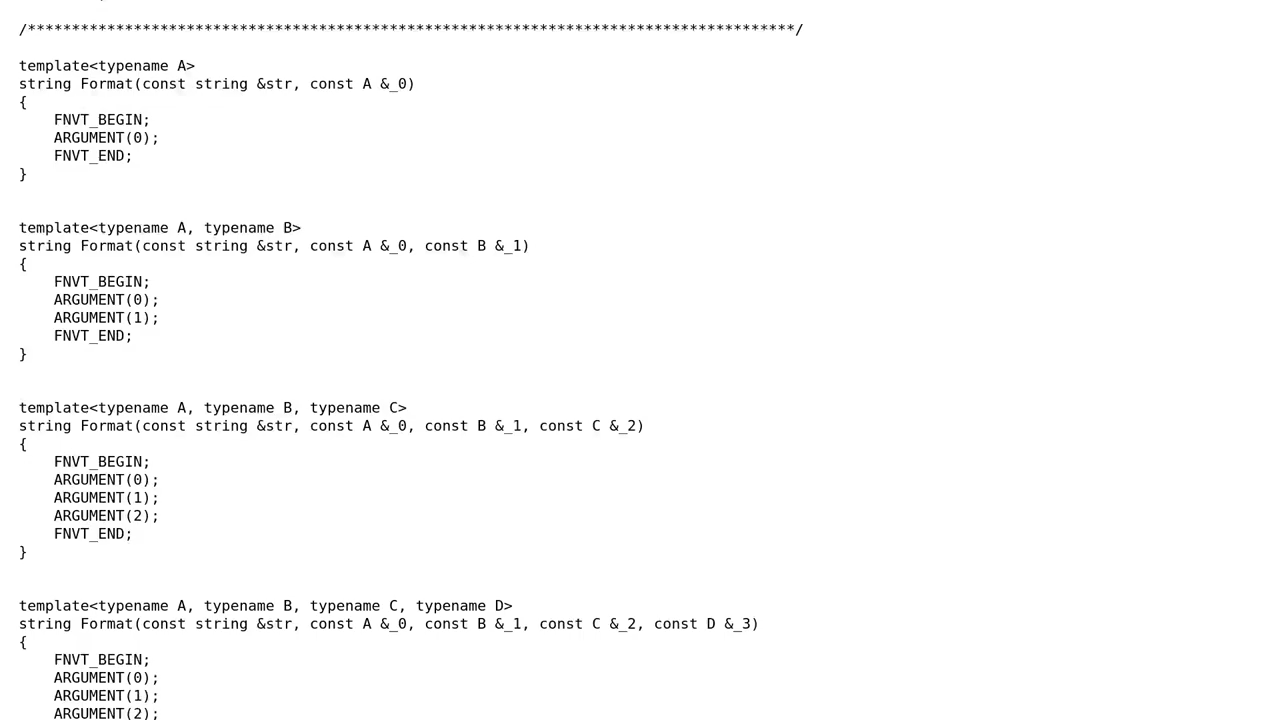 /***************************************************************************************/
template<typename A>
string Format(const string &str, const A &_0)
{
    FNVT_BEGIN;
    ARGUMENT(0);
    FNVT_END;
}
template<typename A, typename B>
string Format(const string &str, const A &_0, const B &_1)
{
    FNVT_BEGIN;
    ARGUMENT(0);
    ARGUMENT(1);
    FNVT_END;
}
template<typename A, typename B, typename C>
string Format(const string &str, const A &_0, const B &_1, const C &_2)
{
    FNVT_BEGIN;
    ARGUMENT(0);
    ARGUMENT(1);
    ARGUMENT(2);
    FNVT_END;
}
template<typename A, typename B, typename C, typename D>
string Format(const string &str, const A &_0, const B &_1, const C &_2, const D &_3)
{
    FNVT_BEGIN;
    ARGUMENT(0);
    ARGUMENT(1);
    ARGUMENT(2);